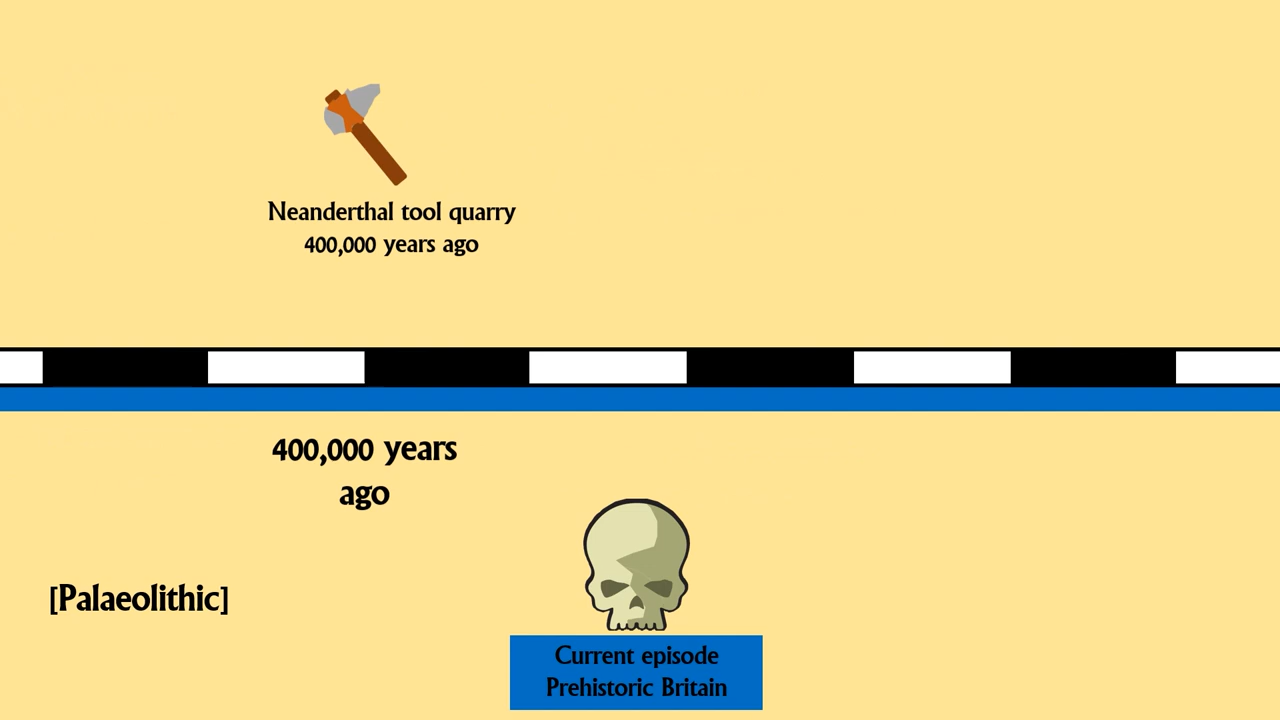 Neanderthal tool quarry
400,000 years ago
400,000 years
ago
[Palaeolithic]
Current episode
Prehistoric Britain